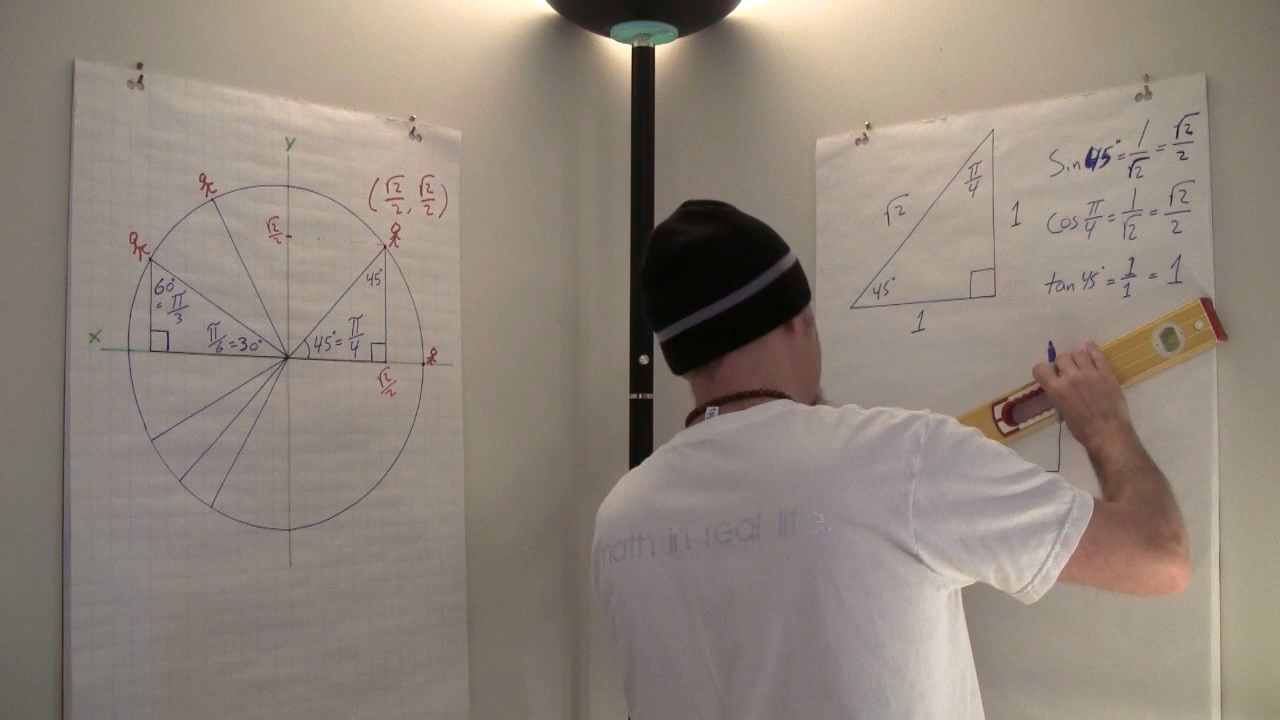 Y
(√2/2, √2/2)
√2/2
45°
60°
= π/3
X
π/6 = 30°
45° = π/4
√2/2
π/4
√2
1
45°
1
Sin 45° = 1/√2 = √2/2
cos π/4 = 1/√2 = √2/2
tan 45° = 1/1 = 1
math in real life.